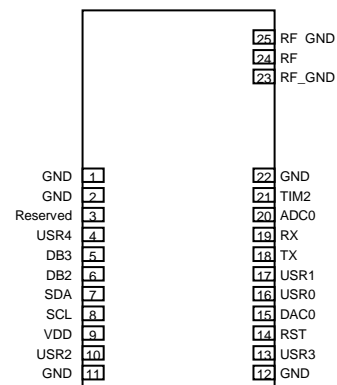 25 RF GND
24 RF
23 RF_GND
GND 1 22 GND
GND 2 21 TIM2
Reserved 3 20 ADC0
USR4 4 19 RX
DB3 5 18 TX
DB2 6 17 USR1
SDA 7 16 USR0
SCL 8 15 DAC0
VDD 9 14 RST
USR2 10 13 USR3
GND 11 12 GND